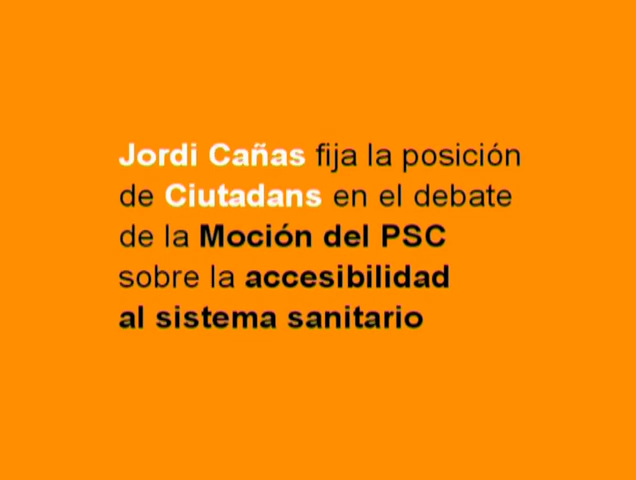 Jordi Cañas fija la posición
de Ciutadans en el debate
de la Moción del PSC
sobre la accesibilidad
al sistema sanitario